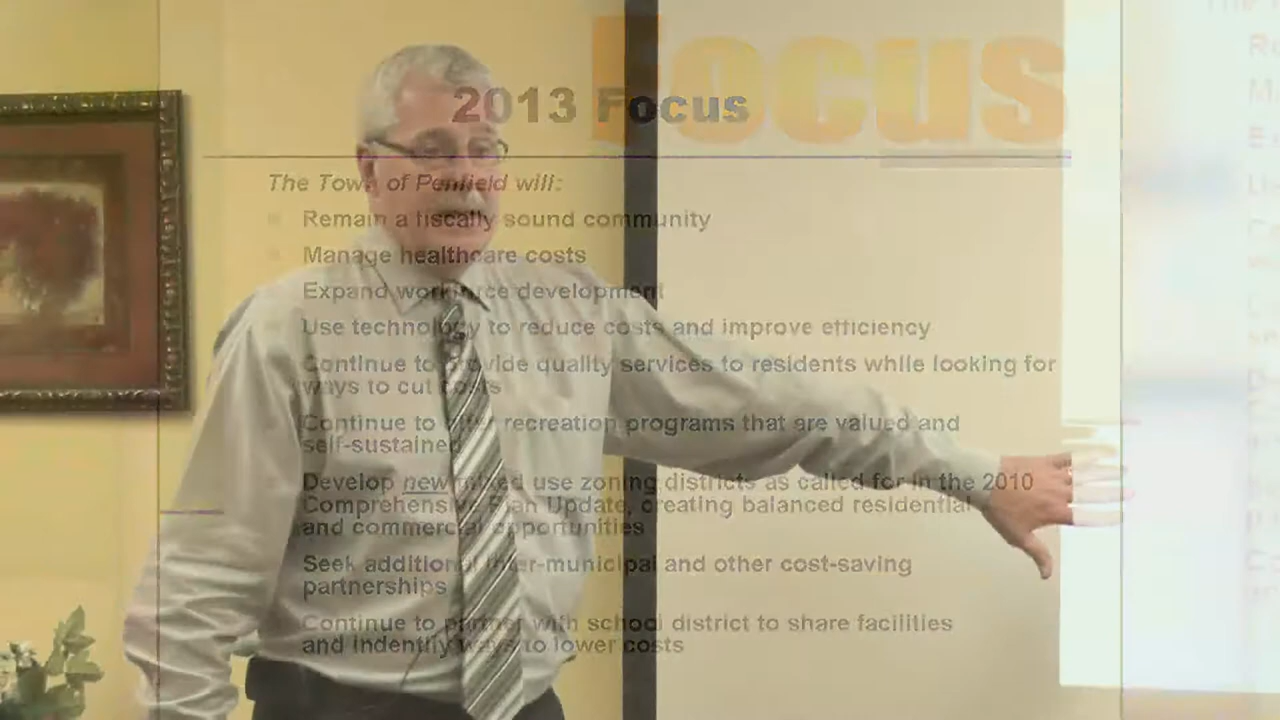 Focus
2013 Focus
The Town of Penfield will:
Remain a fiscally sound community
Manage healthcare costs
Expand workforce development
Use technology to reduce costs and improve efficiency
Continue to provide quality services to residents while looking for
ways to cut costs
Continue to offer recreation programs that are valued and
self-sustained
Develop new mixed use zoning districts as called for in the 2010
Comprehensive Plan Update, creating balanced residential
and commercial opportunities
Seek additional inter-municipal and other cost-saving
partnerships
Continue to partner with school district to share facilities
and indentfiy ways to lower costs